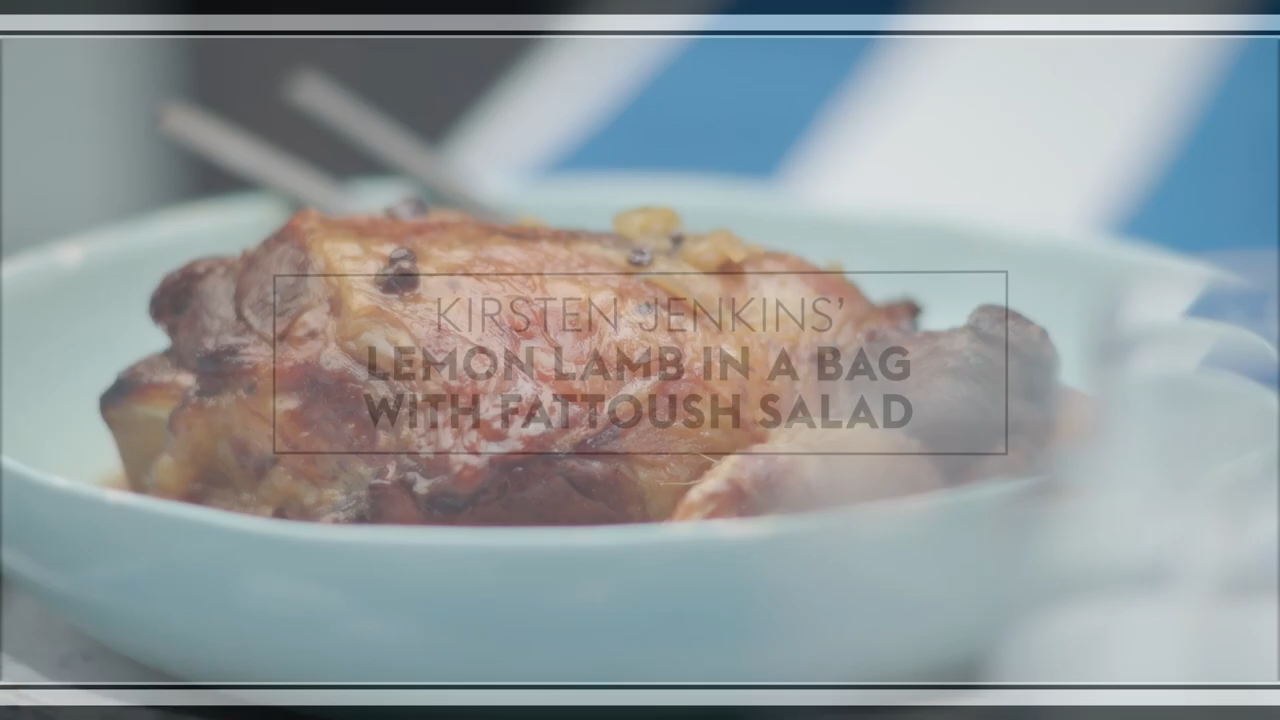 KIRSTEN JENKINS'
LEMON LAMB IN A BAG
WITH FATTOUSH SALAD